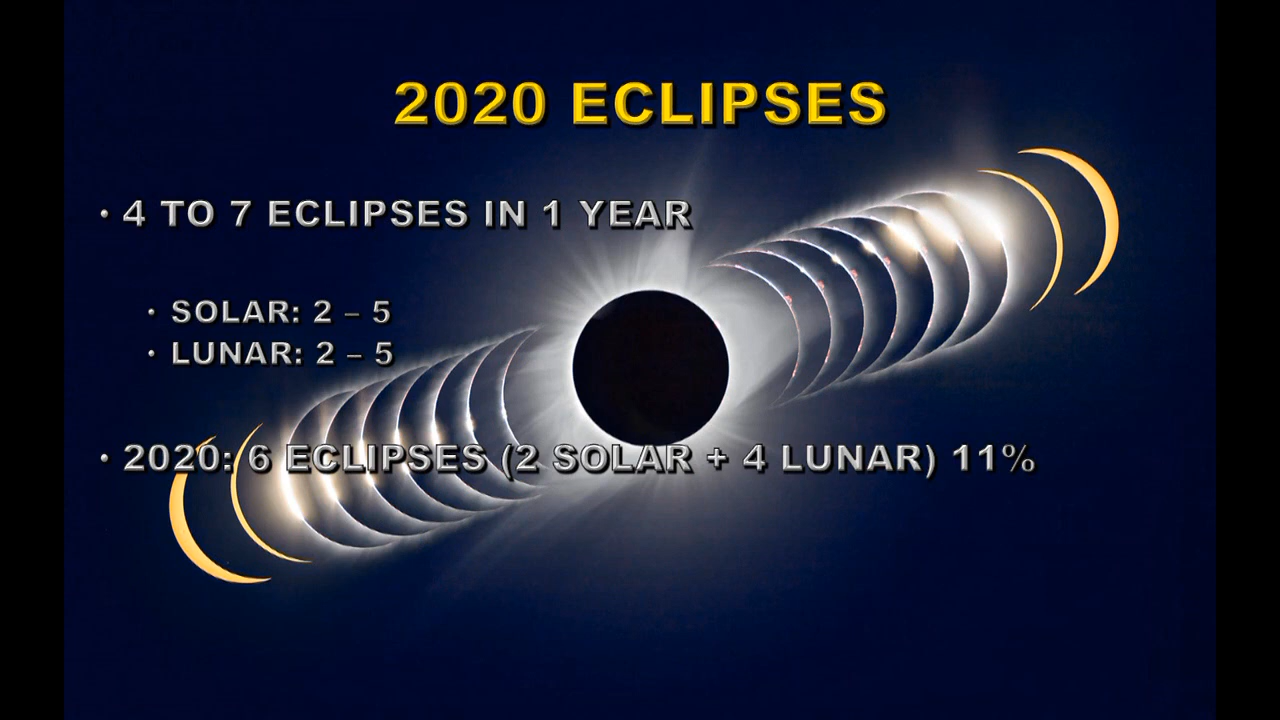 2020 ECLIPSES
• 4 TO 7 ECLIPSES IN 1 YEAR
• SOLAR: 2 – 5
• LUNAR: 2 – 5
• 2020: 6 ECLIPSES (2 SOLAR + 4 LUNAR) 11%